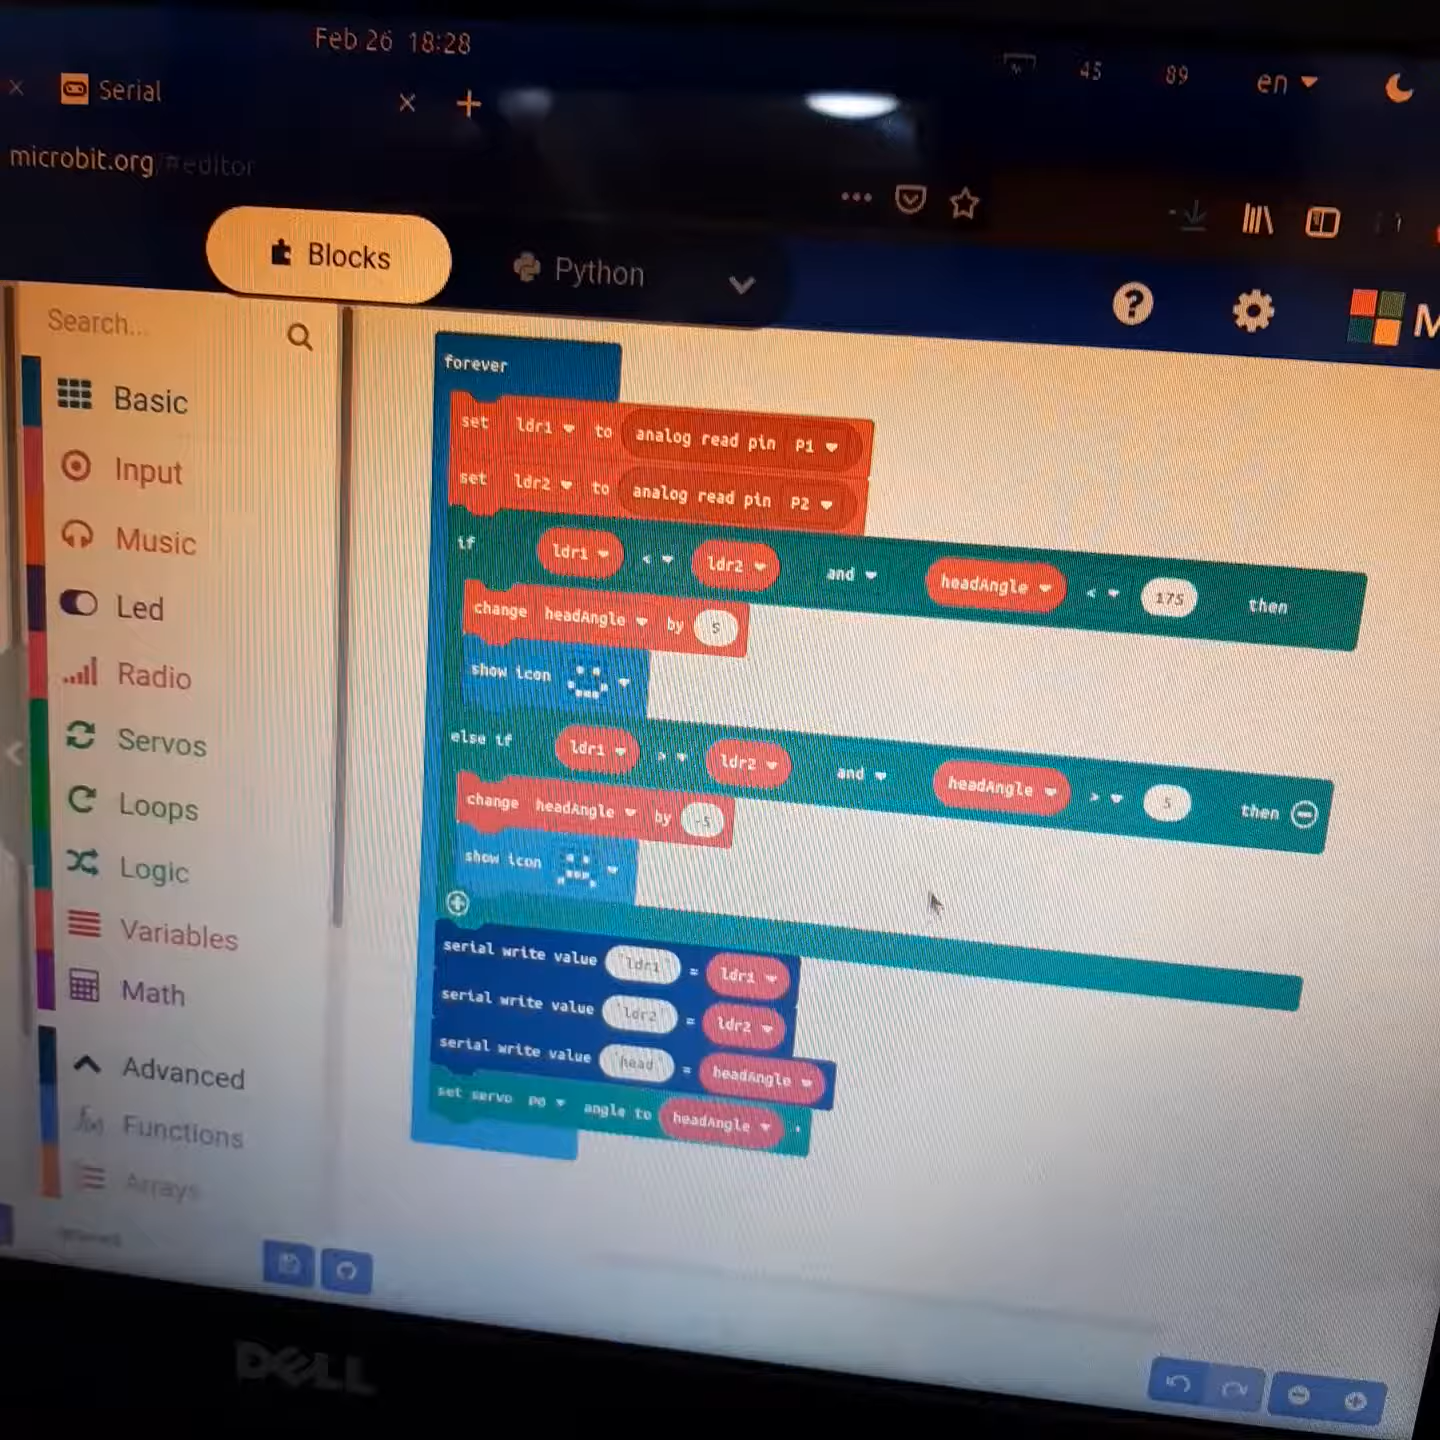 Feb 26 18:28
45 89 en
Serial
microbit.org/#editor
Blocks
Python
Search...
Basic
Input
Music
Led
Radio
Servos
Loops
Logic
Variables
Math
Advanced
Functions
Arrays
M
forever
set ldr1 to analog read pin P1
set ldr2 to analog read pin P2
if ldr1 < ldr2 and headAngle < 175 then
change headAngle by 5
show icon
else if ldr1 > ldr2 and headAngle > 5 then
change headAngle by -5
show icon
serial write value "ldr1" = ldr1
serial write value "ldr2" = ldr2
serial write value "head" = headAngle
set servo P0 angle to headAngle °
DELL